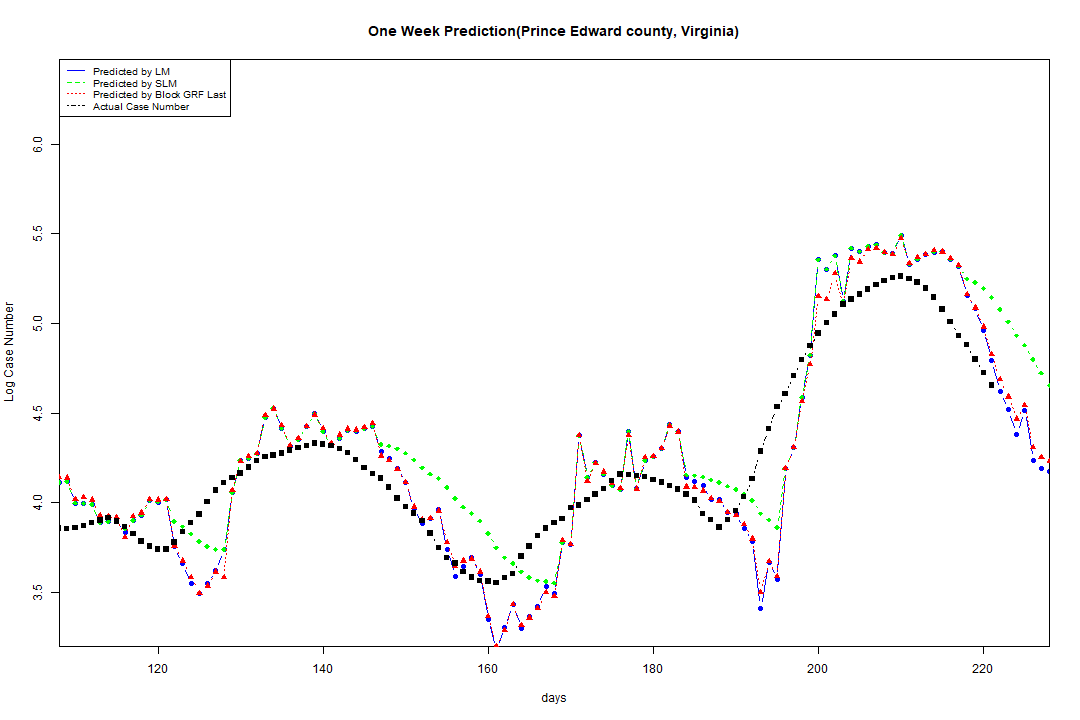 One Week Prediction(Prince Edward county, Virginia)
Predicted by LM
Predicted by SLM
Predicted by Block GRF Last
Actual Case Number
6.0
5.5
5.0
4.5
4.0
3.5
Log Case Number
120 140 160 180 200 220
days